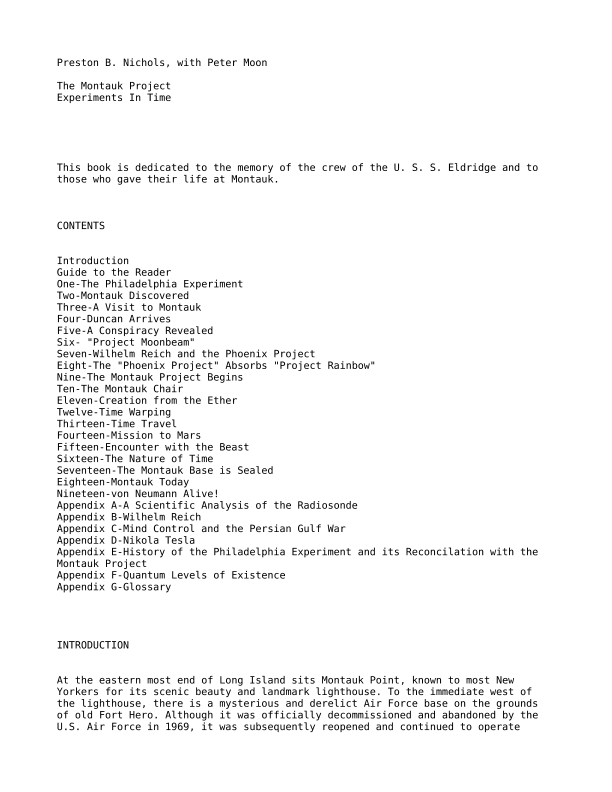 Preston B. Nichols, with Peter Moon
The Montauk Project
Experiments In Time
This book is dedicated to the memory of the crew of the U. S. S. Eldridge and to
those who gave their life at Montauk.
CONTENTS
Introduction
Guide to the Reader
One-The Philadelphia Experiment
Two-Montauk Discovered
Three-A Visit to Montauk
Four-Duncan Arrives
Five-A Conspiracy Revealed
Six- "Project Moonbeam"
Seven-Wilhelm Reich and the Phoenix Project
Eight-The "Phoenix Project" Absorbs "Project Rainbow"
Nine-The Montauk Project Begins
Ten-The Montauk Chair
Eleven-Creation from the Ether
Twelve-Time Warping
Thirteen-Time Travel
Fourteen-Mission to Mars
Fifteen-Encounter with the Beast
Sixteen-The Nature of Time
Seventeen-The Montauk Base is Sealed
Eighteen-Montauk Today
Nineteen-von Neumann Alive!
Appendix A-A Scientific Analysis of the Radiosonde
Appendix B-Wilhelm Reich
Appendix C-Mind Control and the Persian Gulf War
Appendix D-Nikola Tesla
Appendix E-History of the Philadelphia Experiment and its Reconcilation with the
Montauk Project
Appendix F-Quantum Levels of Existence
Appendix G-Glossary
INTRODUCTION
At the eastern most end of Long Island sits Montauk Point, known to most New
Yorkers for its scenic beauty and landmark lighthouse. To the immediate west of
the lighthouse, there is a mysterious and derelict Air Force base on the grounds
of old Fort Hero. Although it was officially decommissioned and abandoned by the
U.S. Air Force in 1969, it was subsequently reopened and continued to operate